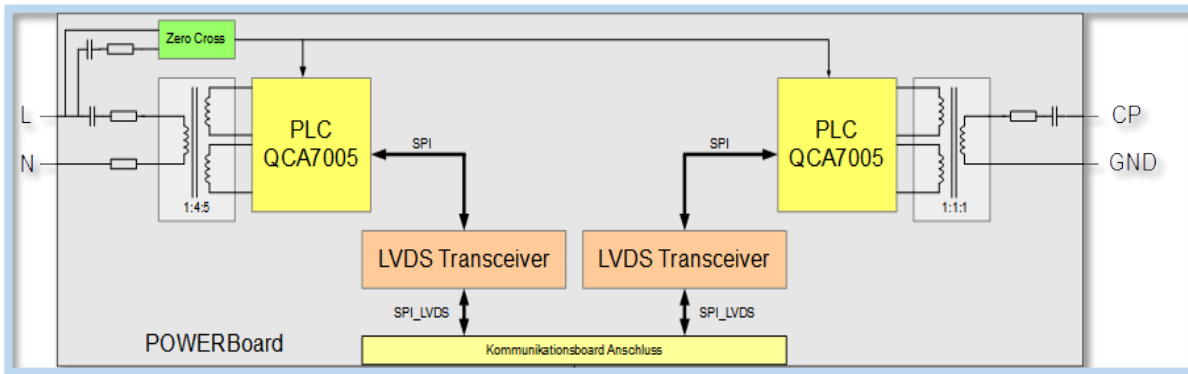 Zero Cross
L
N
PLC
QCA7005
1:4:5
SPI
SPI
PLC
QCA7005
1:1:1
CP
GND
LVDS Transceiver
LVDS Transceiver
SPI_LVDS
SPI_LVDS
POWERBoard
Kommunikationsboard Anschluss